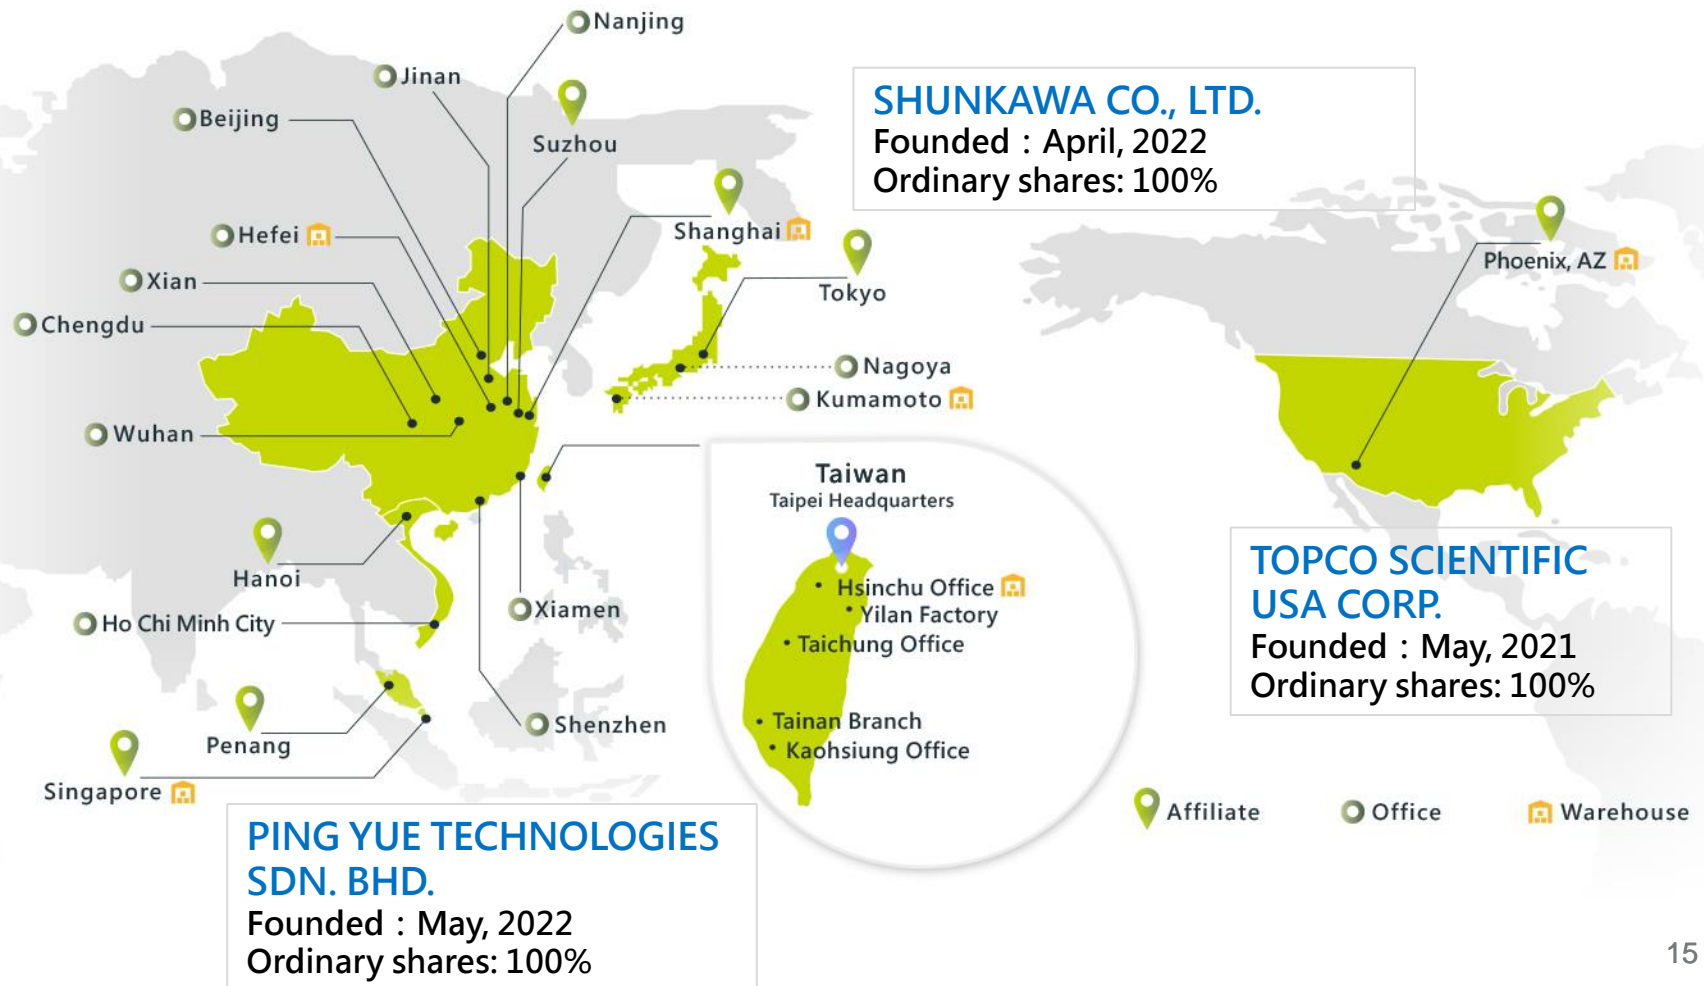 Nanjing
Jinan
Beijing
Suzhou
Hefei
Shanghai
Xian
Tokyo
Chengdu
Nagoya
Kumamoto
Wuhan
Hanoi
Ho Chi Minh City
Xiamen
Penang
Shenzhen
Singapore
SHUNKAWA CO., LTD.
Founded：April, 2022
Ordinary shares: 100%
Phoenix, AZ
Taiwan
Taipei Headquarters
• Hsinchu Office
• Yilan Factory
• Taichung Office
• Tainan Branch
• Kaohsiung Office
TOPCO SCIENTIFIC
USA CORP.
Founded：May, 2021
Ordinary shares: 100%
Affiliate
Office
Warehouse
PING YUE TECHNOLOGIES
SDN. BHD.
Founded：May, 2022
Ordinary shares: 100%
15